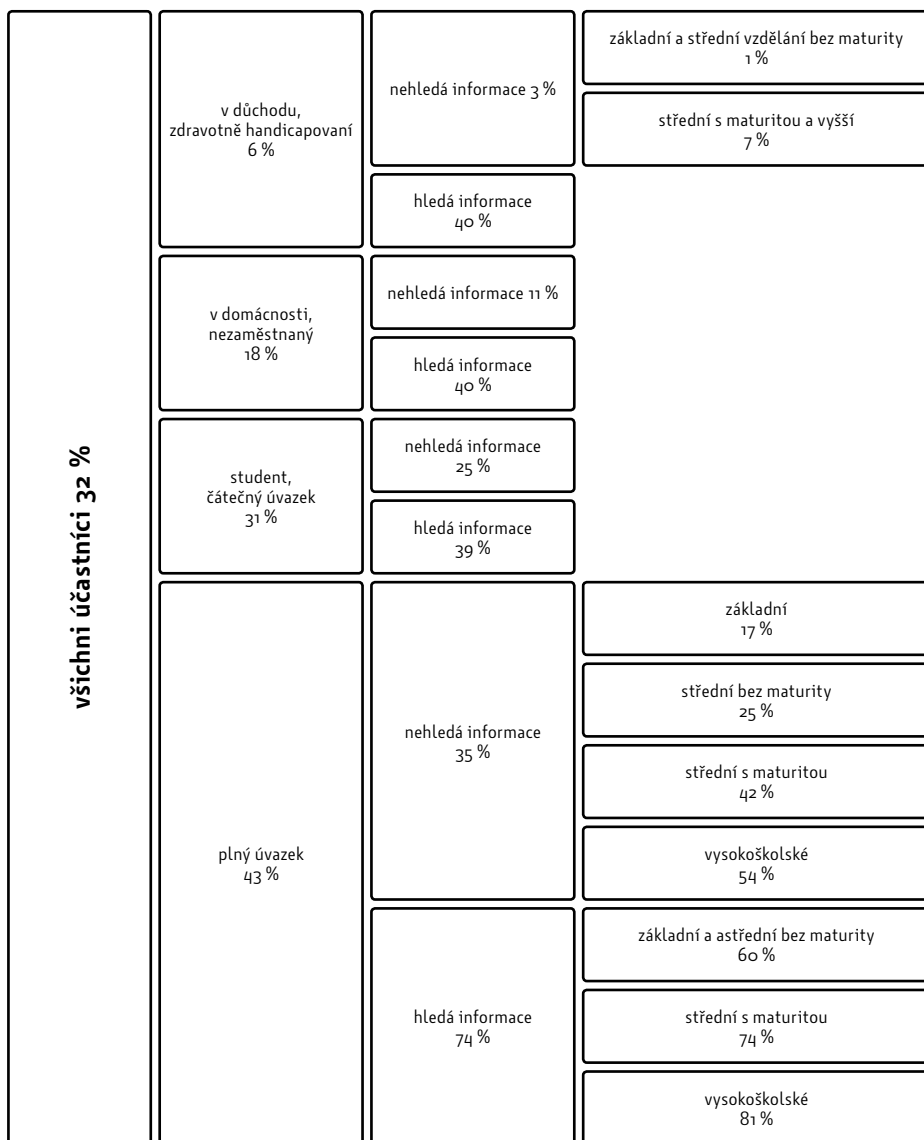 všichni účastníci 32 %
v důchodu,
zdravotně handicapovaní
6 %
nehledá informace 3 %
základní a střední vzdělání bez maturity
1 %
střední s maturitou a vyšší
7 %
hledá informace
40 %
v domácnosti,
nezaměstnaný
18 %
nehledá informace 11 %
hledá informace
40 %
student,
čátečný úvazek
31 %
nehledá informace
25 %
hledá informace
39 %
plný úvazek
43 %
nehledá informace
35 %
základní
17 %
střední bez maturity
25 %
střední s maturitou
42 %
vysokoškolské
54 %
hledá informace
74 %
základní a astřední bez maturity
60 %
střední s maturitou
74 %
vysokoškolské
81 %